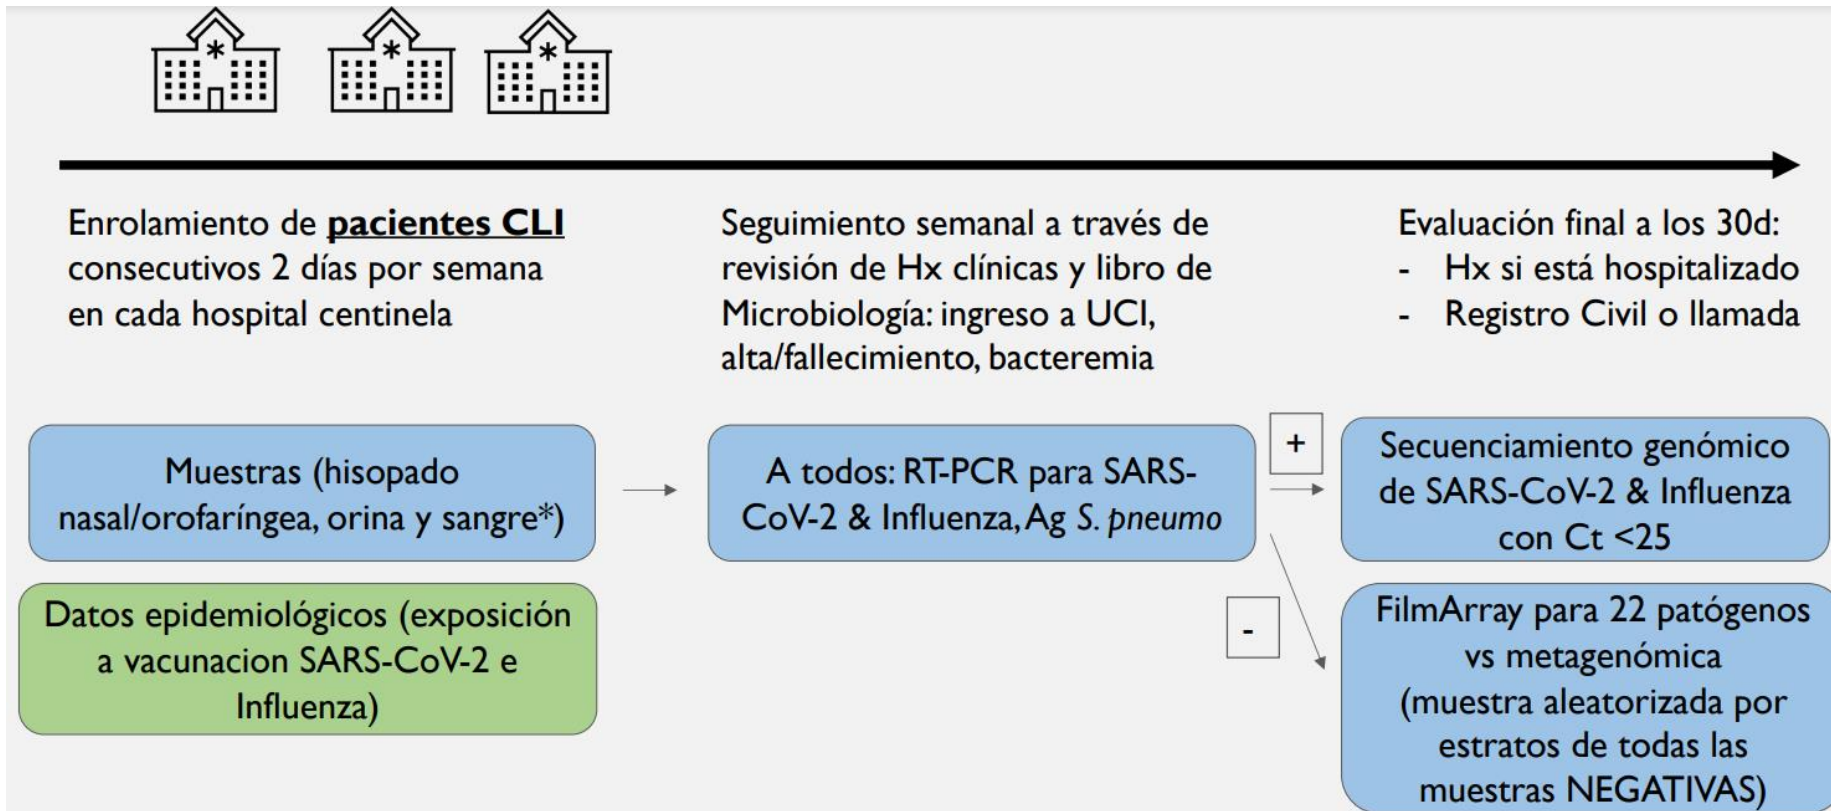 Enrolamiento de pacientes CLI
consecutivos 2 días por semana
en cada hospital centinela
Seguimiento semanal a través de
revisión de Hx clínicas y libro de
Microbiología: ingreso a UCI,
alta/fallecimiento, bacteremia
Evaluación final a los 30d:
- Hx si está hospitalizado
- Registro Civil o llamada
Muestras (hisopado
nasal/orofaríngea, orina y sangre*)
Datos epidemiológicos (exposición
a vacunacion SARS-CoV-2 e
Influenza)
A todos: RT-PCR para SARS-
CoV-2 & Influenza, Ag S. pneumo
+
Secuenciamiento genómico
de SARS-CoV-2 & Influenza
con Ct <25
-
FilmArray para 22 patógenos
vs metagenómica
(muestra aleatorizada por
estratos de todas las
muestras NEGATIVAS)